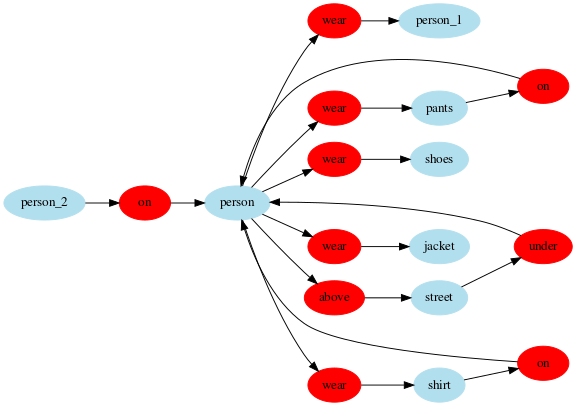 wear
person_1
on
wear
pants
wear
shoes
person_2
on
person
wear
jacket
under
above
street
on
wear
shirt